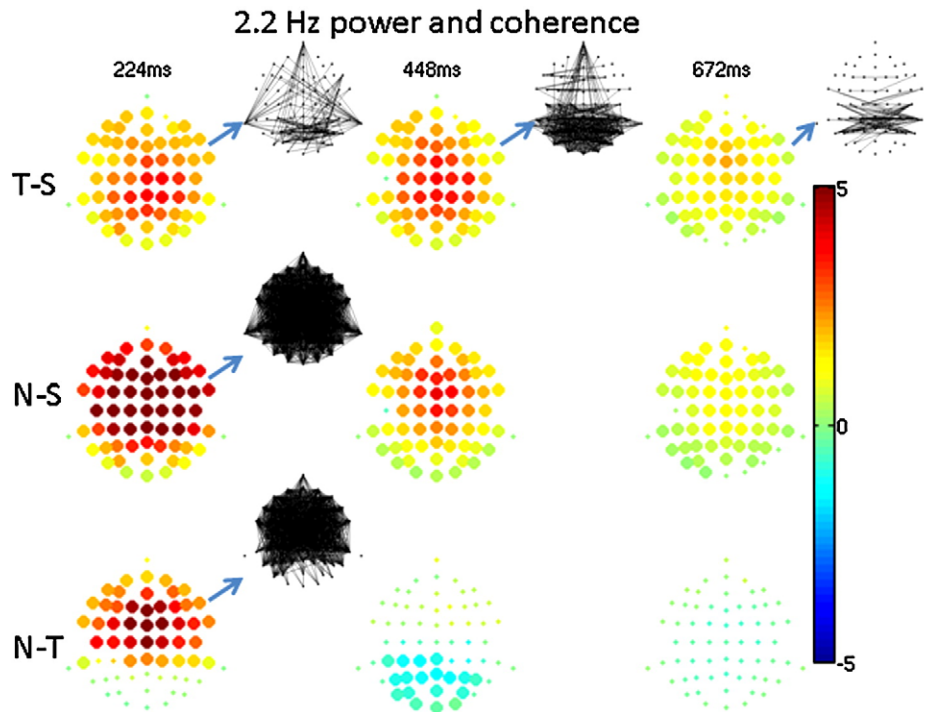 2.2 Hz power and coherence
224ms
448ms
672ms
T-S
5
N-S
0
N-T
-5